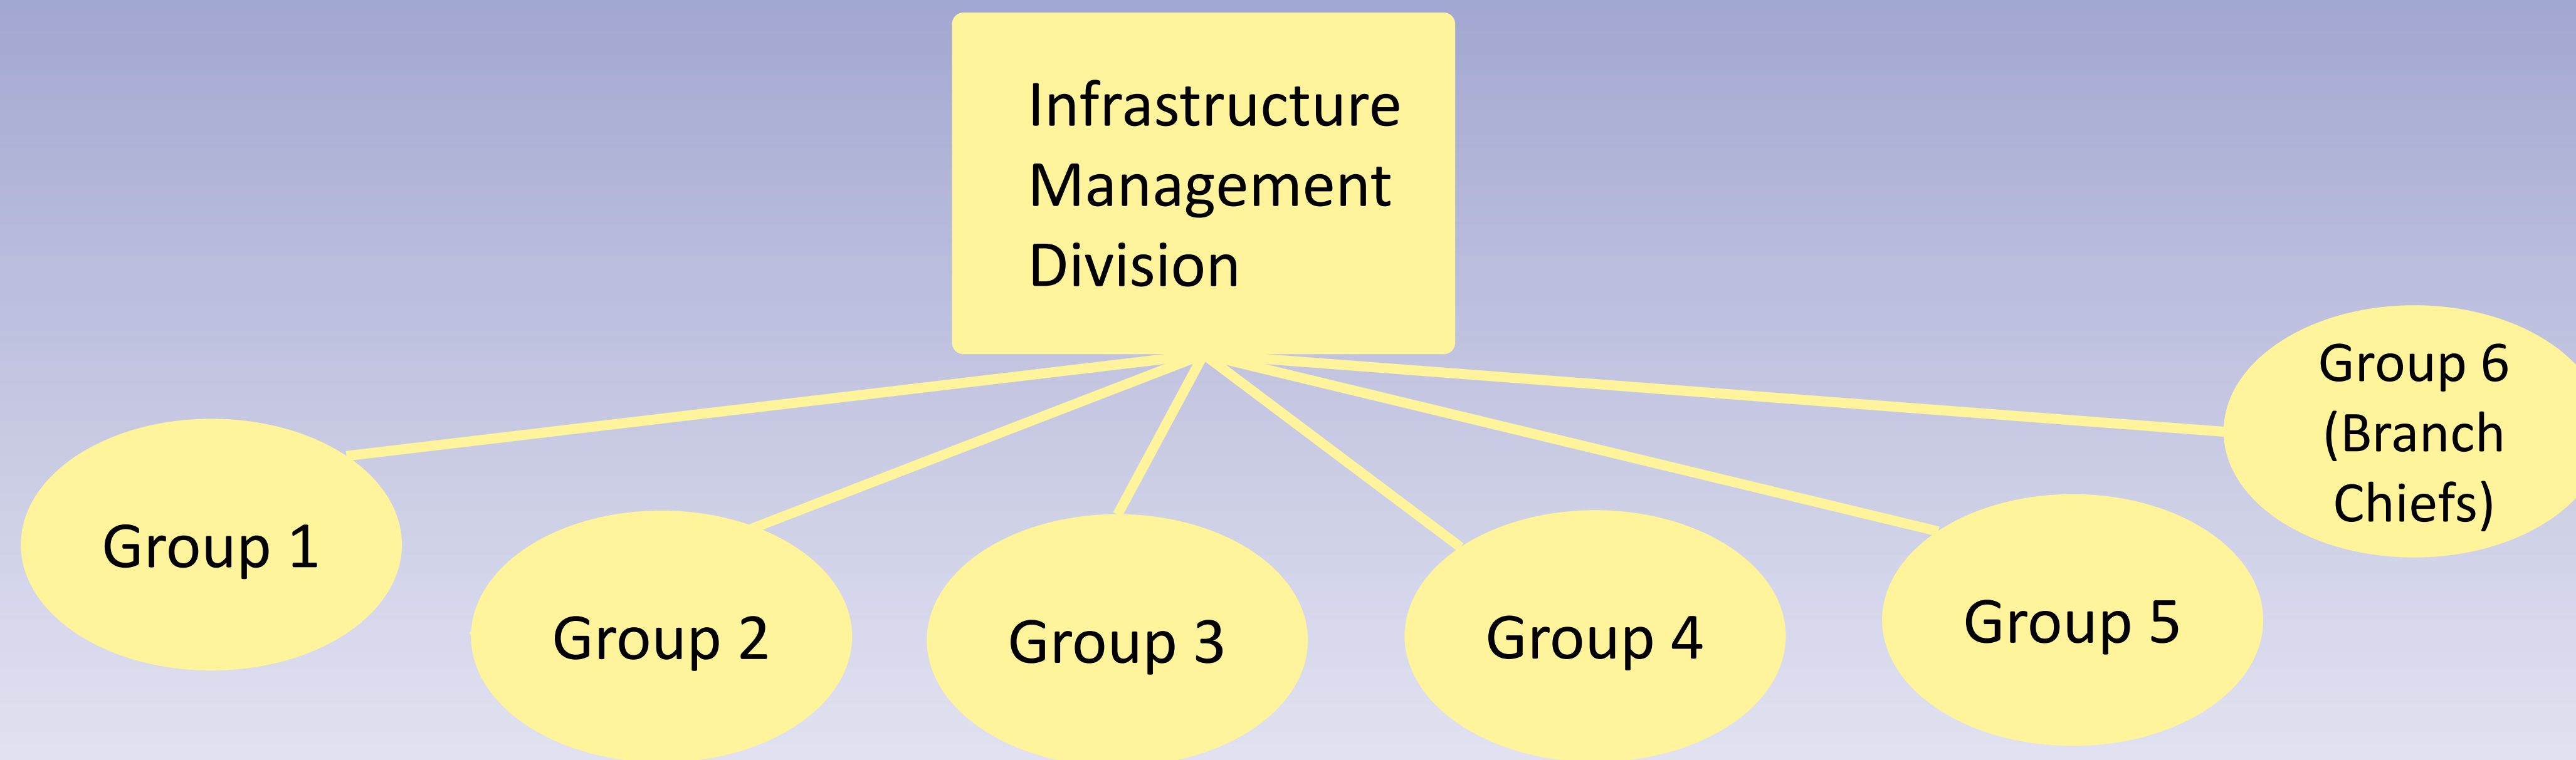 Infrastructure
Management
Division
Group 6
(Branch
Chiefs)
Group 1
Group 2
Group 3
Group 4
Group 5